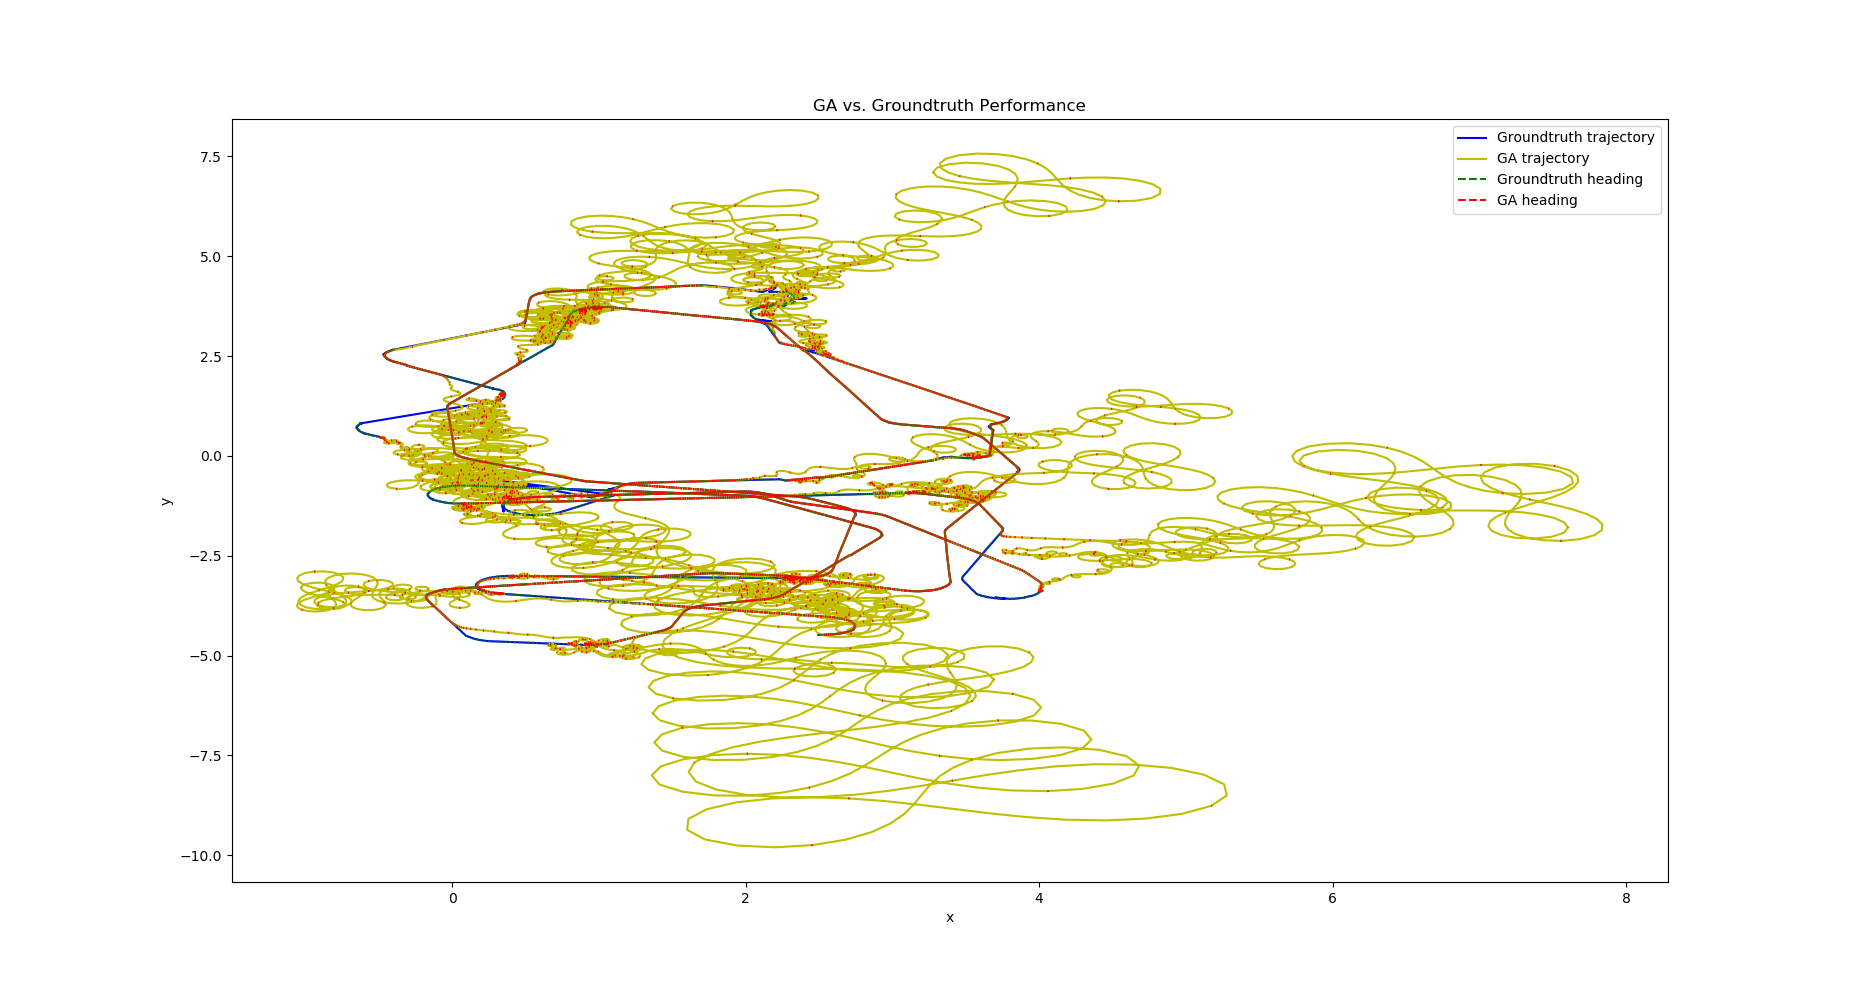 GA vs. Groundtruth Performance
Groundtruth trajectory
GA trajectory
Groundtruth heading
GA heading
7.5
5.0
2.5
0.0
−2.5
−5.0
−7.5
−10.0
y
0 2 4 6 8
x